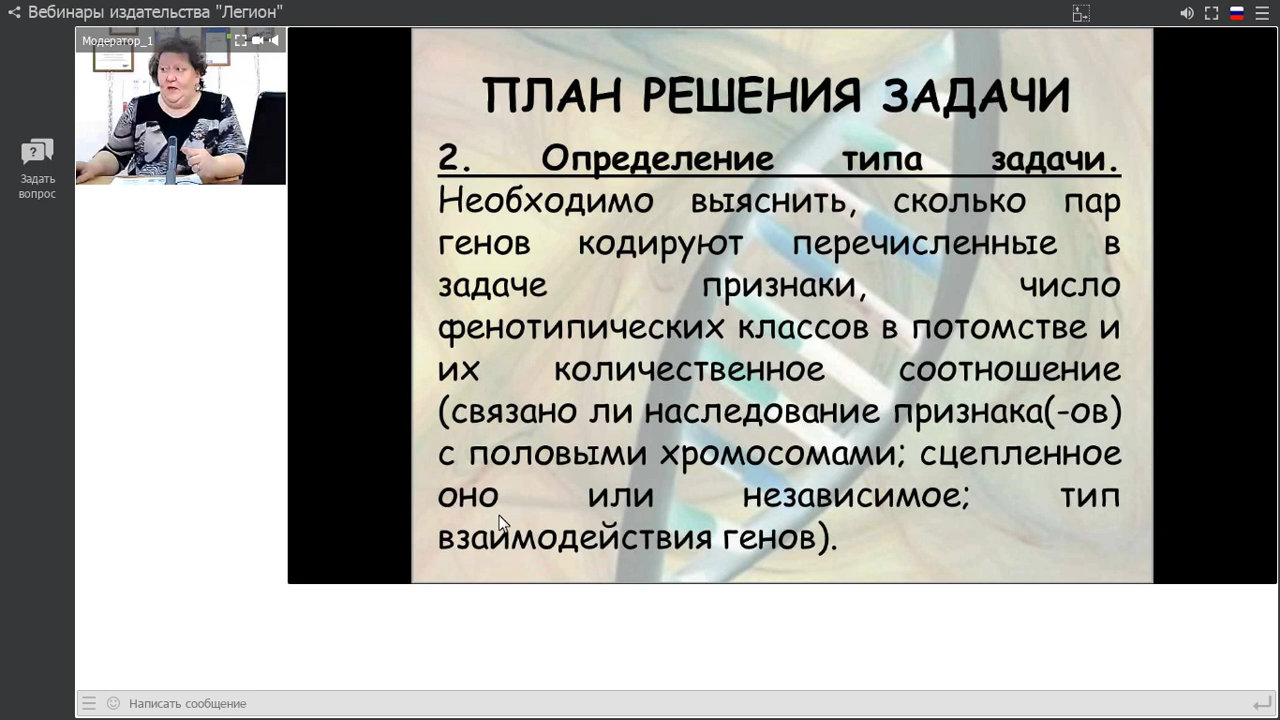 Вебинары издательства "Легион"
Модератор_1
Задать
вопрос
ПЛАН РЕШЕНИЯ ЗАДАЧИ
2. Определение типа задачи.
Необходимо выяснить, сколько пар
генов кодируют перечисленные в
задаче признаки, число
фенотипических классов в потомстве и
их количественное соотношение
(связано ли наследование признака(-ов)
с половыми хромосомами; сцепленное
оно или независимое; тип
взаимодействия генов).
Написать сообщение